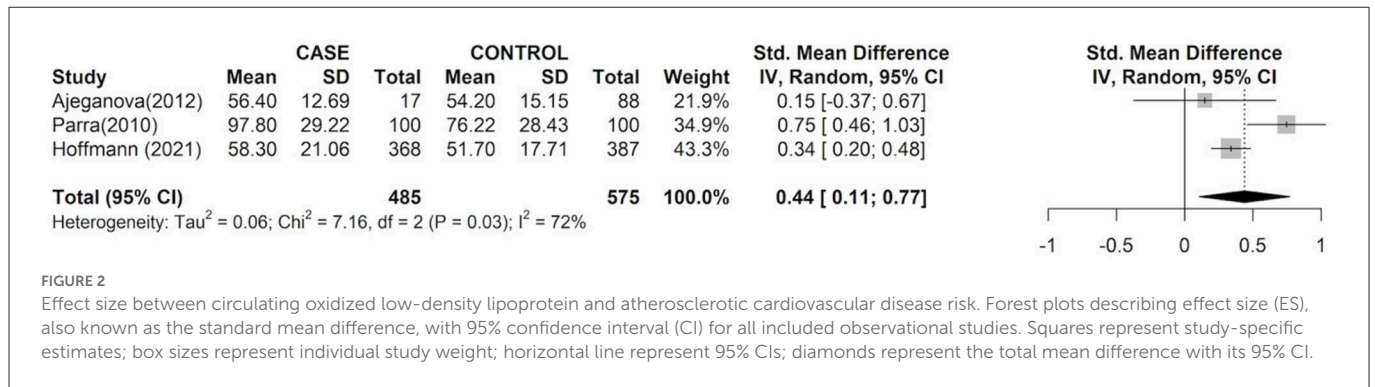 CASE CONTROL Std. Mean Difference Std. Mean Difference
Study Mean SD Total Mean SD Total Weight IV, Random, 95% CI IV, Random, 95% CI
Ajeganova(2012) 56.40 12.69 17 54.20 15.15 88 21.9% 0.15 [-0.37; 0.67]
Parra(2010) 97.80 29.22 100 76.22 28.43 100 34.9% 0.75 [ 0.46; 1.03]
Hoffmann (2021) 58.30 21.06 368 51.70 17.71 387 43.3% 0.34 [ 0.20; 0.48]
Total (95% CI) 485 575 100.0% 0.44 [ 0.11; 0.77]
Heterogeneity: Tau² = 0.06; Chi² = 7.16, df = 2 (P = 0.03); I² = 72%
-1 -0.5 0 0.5 1
FIGURE 2
Effect size between circulating oxidized low-density lipoprotein and atherosclerotic cardiovascular disease risk. Forest plots describing effect size (ES),
also known as the standard mean difference, with 95% confidence interval (CI) for all included observational studies. Squares represent study-specific
estimates; box sizes represent individual study weight; horizontal line represent 95% CIs; diamonds represent the total mean difference with its 95% CI.